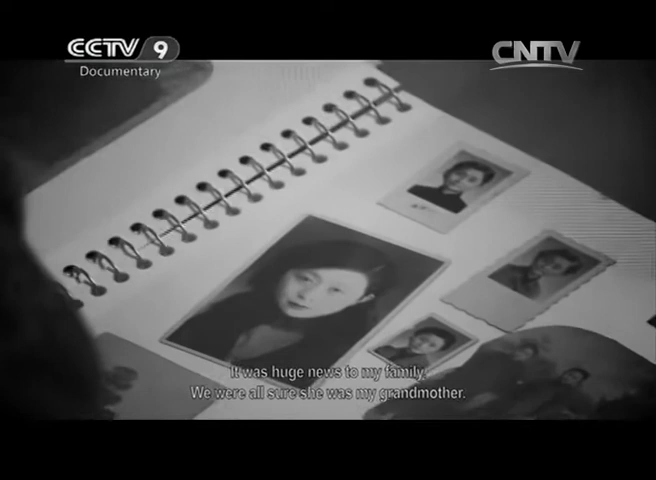 CCTV 9
Documentary
CNTV
It was huge news to my family,
We were all sure she was my grandmother.